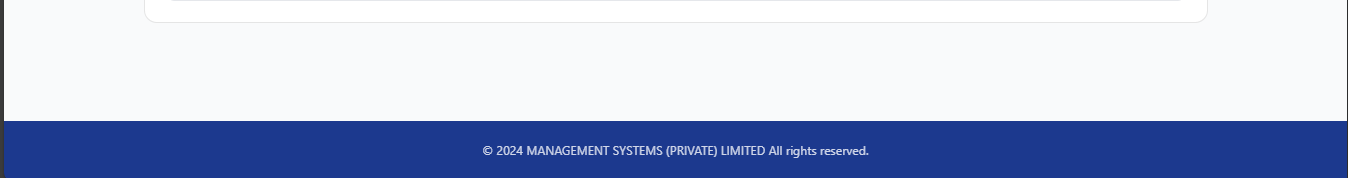 © 2024 MANAGEMENT SYSTEMS (PRIVATE) LIMITED All rights reserved.